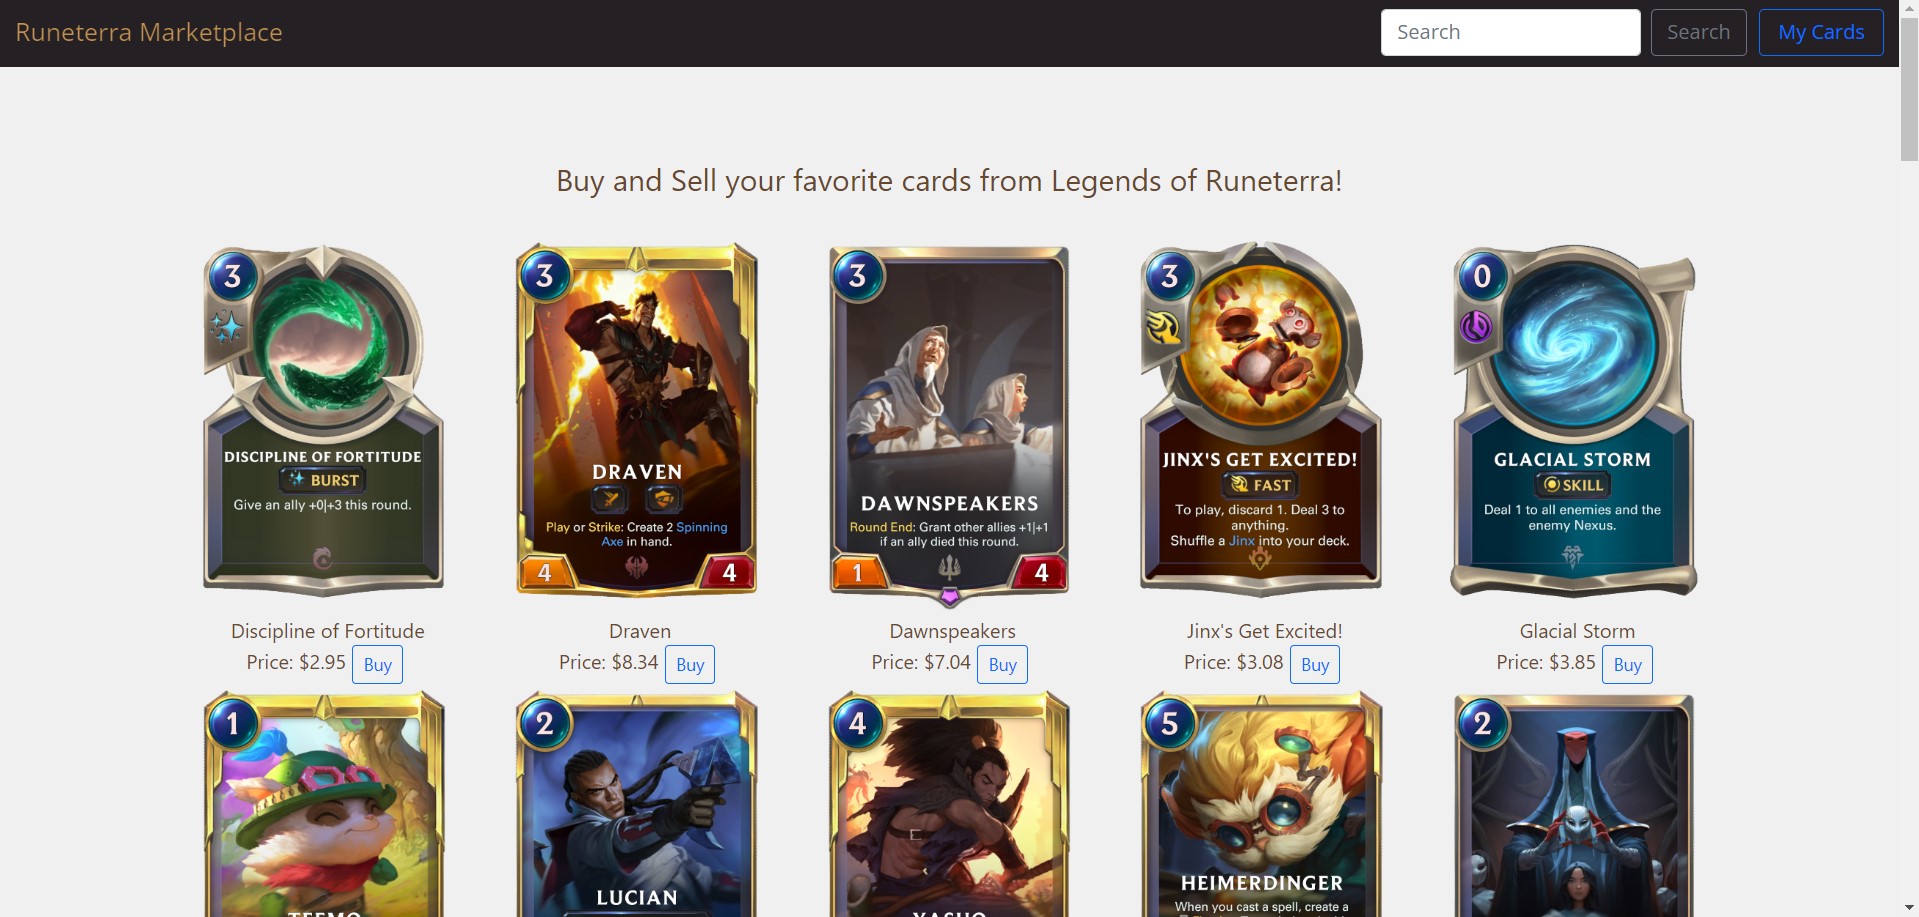 Runeterra Marketplace
Search
Search
My Cards
Buy and Sell your favorite cards from Legends of Runeterra!
3
DISCIPLINE OF FORTITUDE
BURST
Give an ally +0|+3 this round.
Discipline of Fortitude
Price: $2.95 Buy
3
DRAVEN
Play or Strike: Create 2 Spinning
Axe in hand.
4
4
Draven
Price: $8.34 Buy
3
DAWNSPEAKERS
Round End: Grant other allies +1|+1
if an ally died this round.
1
4
Dawnspeakers
Price: $7.04 Buy
3
JINX'S GET EXCITED!
FAST
To play, discard 1. Deal 3 to
anything.
Shuffle a Jinx into your deck.
Jinx's Get Excited!
Price: $3.08 Buy
0
GLACIAL STORM
SKILL
Deal 1 to all enemies and the
enemy Nexus.
Glacial Storm
Price: $3.85 Buy
1
TEEMO
2
LUCIAN
4
YASUO
5
HEIMERDINGER
When you cast a spell, create a
2